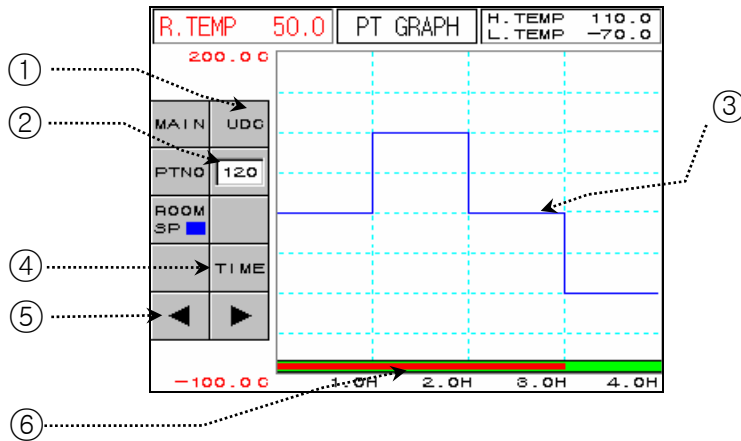 R.TEMP 50.0 PT GRAPH H.TEMP 110.0
L.TEMP -70.0
200.0 C
①
MAIN UDC
②
③
PTNO 120
ROOM
SP
④
TIME
⑤ ◀ ▶
-100.0 C 1.0H 2.0H 3.0H 4.0H
⑥